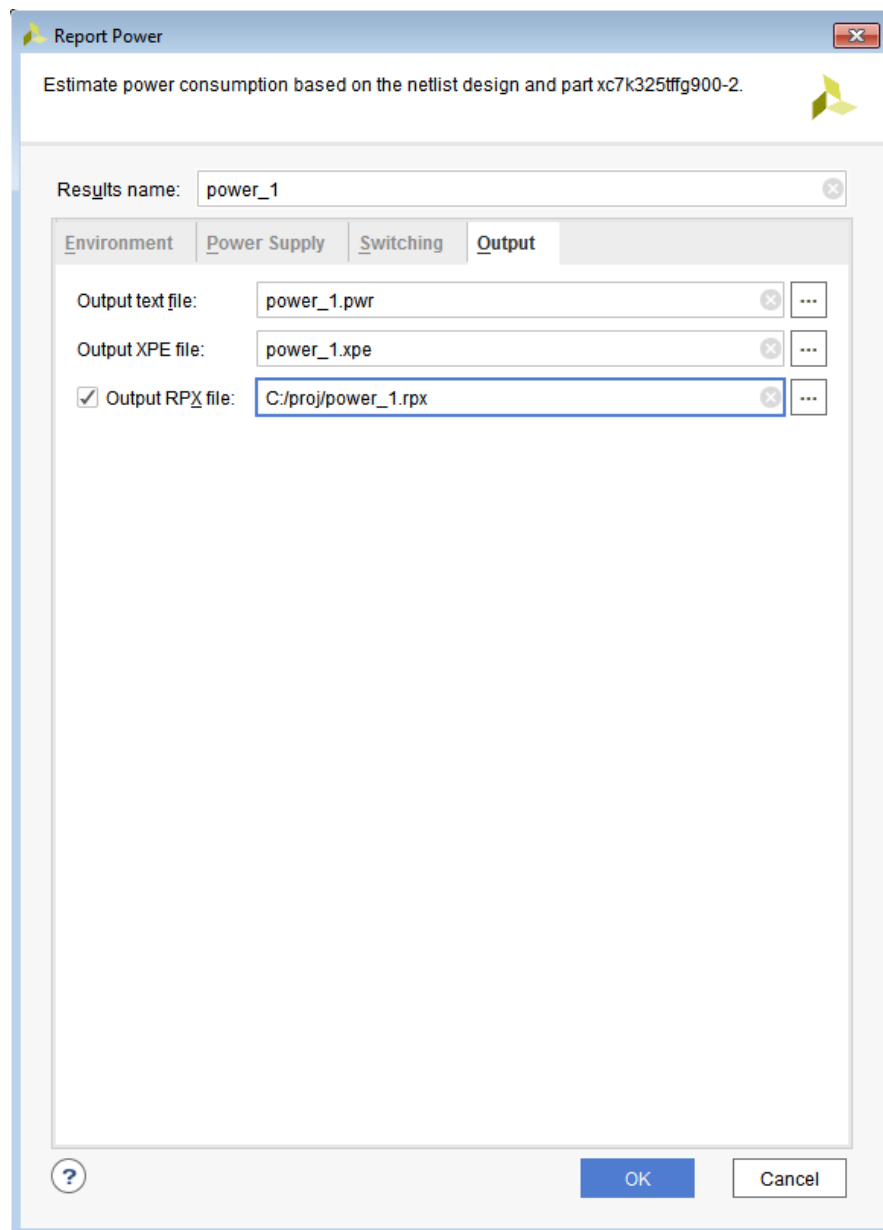 Report Power
Estimate power consumption based on the netlist design and part xc7k325tffg900-2.
Results name: power_1
Environment Power Supply Switching Output
Output text file: power_1.pwr ...
Output XPE file: power_1.xpe ...
Output RPX file: C:/proj/power_1.rpx ...
? OK Cancel